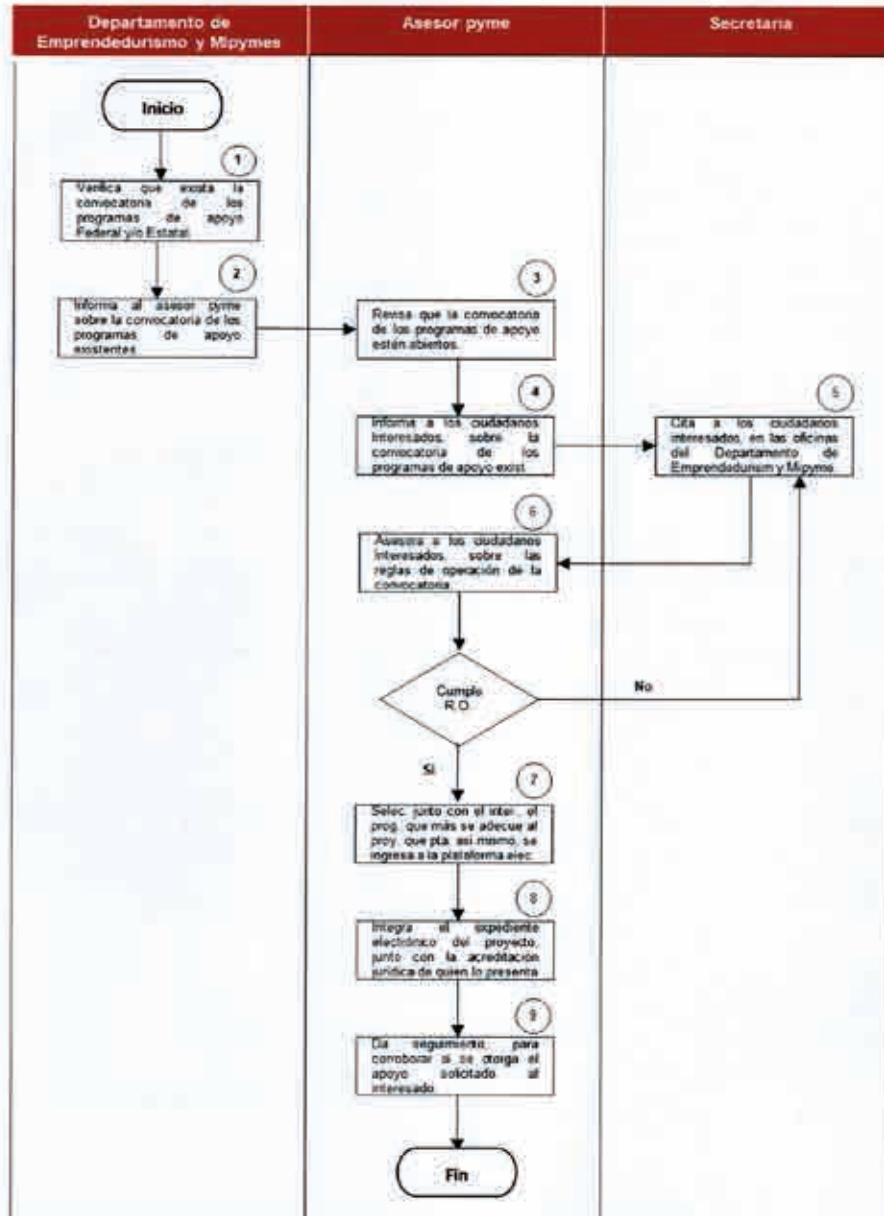 Departamento de
Emprendedurismo y Mipymes
Asesor pyme
Secretaria
Inicio
1
Verifica que exista la
convocatoria de los
programas de apoyo
Federal y/o Estatal.
2
Informa al asesor pyme
sobre la convocatoria de los
programas de apoyo
existentes
3
Revisa que la convocatoria
de los programas de apoyo
estén abiertos.
4
Informa a los ciudadanos
Interesados, sobre la
convocatoria de los
programas de apoyo exist
5
Cita a los ciudadanos
interesados, en las oficinas
del Departamento de
Emprendedurism y Mipyme.
6
Asesora a los ciudadanos
Interesados, sobre las
reglas de operación de la
convocatoria.
Cumple
R.O.
No
Si
7
Selec. junto con el inter., el
prog. que más se adecue al
proy. que pla. así mismo, se
ingresa a la plataforma elec.
8
Integra el expediente
electrónico del proyecto,
junto con la acreditación
jurídica de quien lo presenta
9
Da seguimiento, para
corroborar si se otorga el
apoyo solicitado al
interesado.
Fin